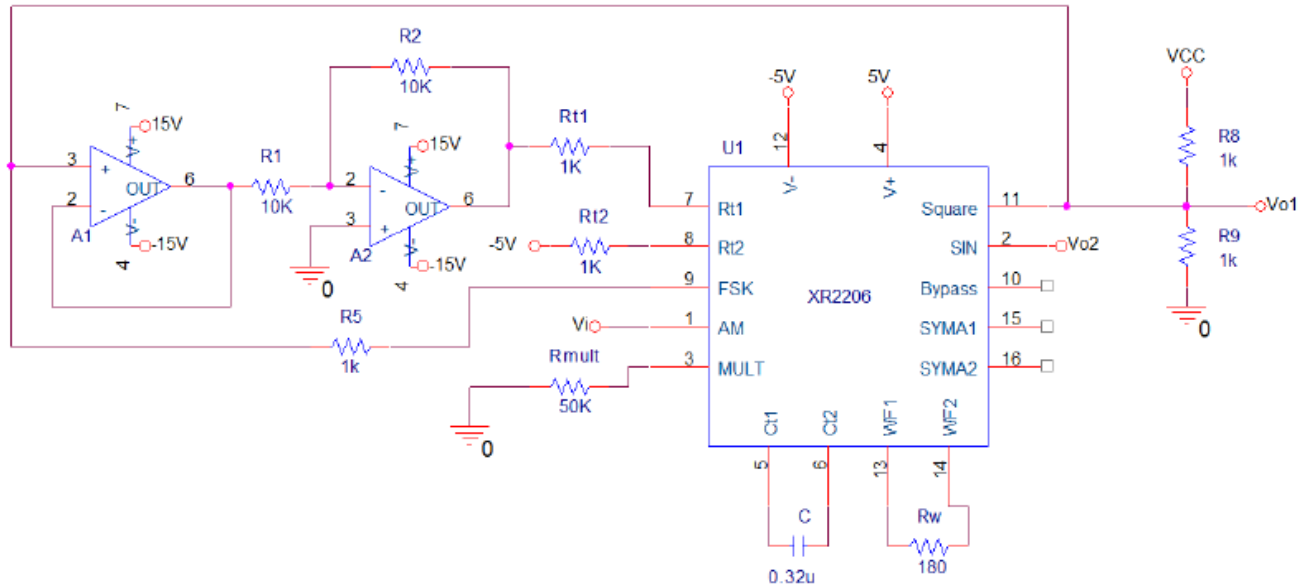 R2
10K
7
15V
V+
3
+
2
-
OUT
6
A1
V-
-15V
4
R1
10K
7
15V
V+
2
-
3
+
OUT
6
A2
V-
-15V
4
0
Rt1
1K
Rt2
-5V
1K
R5
1k
Vi
Rmult
50K
0
-5V
5V
U1
12
4
V-
V+
7
Rt1
8
Rt2
9
FSK
1
AM
3
MULT
XR2206
Square
11
SIN
2
Vo2
Bypass
10
SYMA1
15
SYMA2
16
Ct1
Ct2
WF1
WF2
5
6
13
14
C
0.32u
Rw
180
VCC
R8
1k
Vo1
R9
1k
0